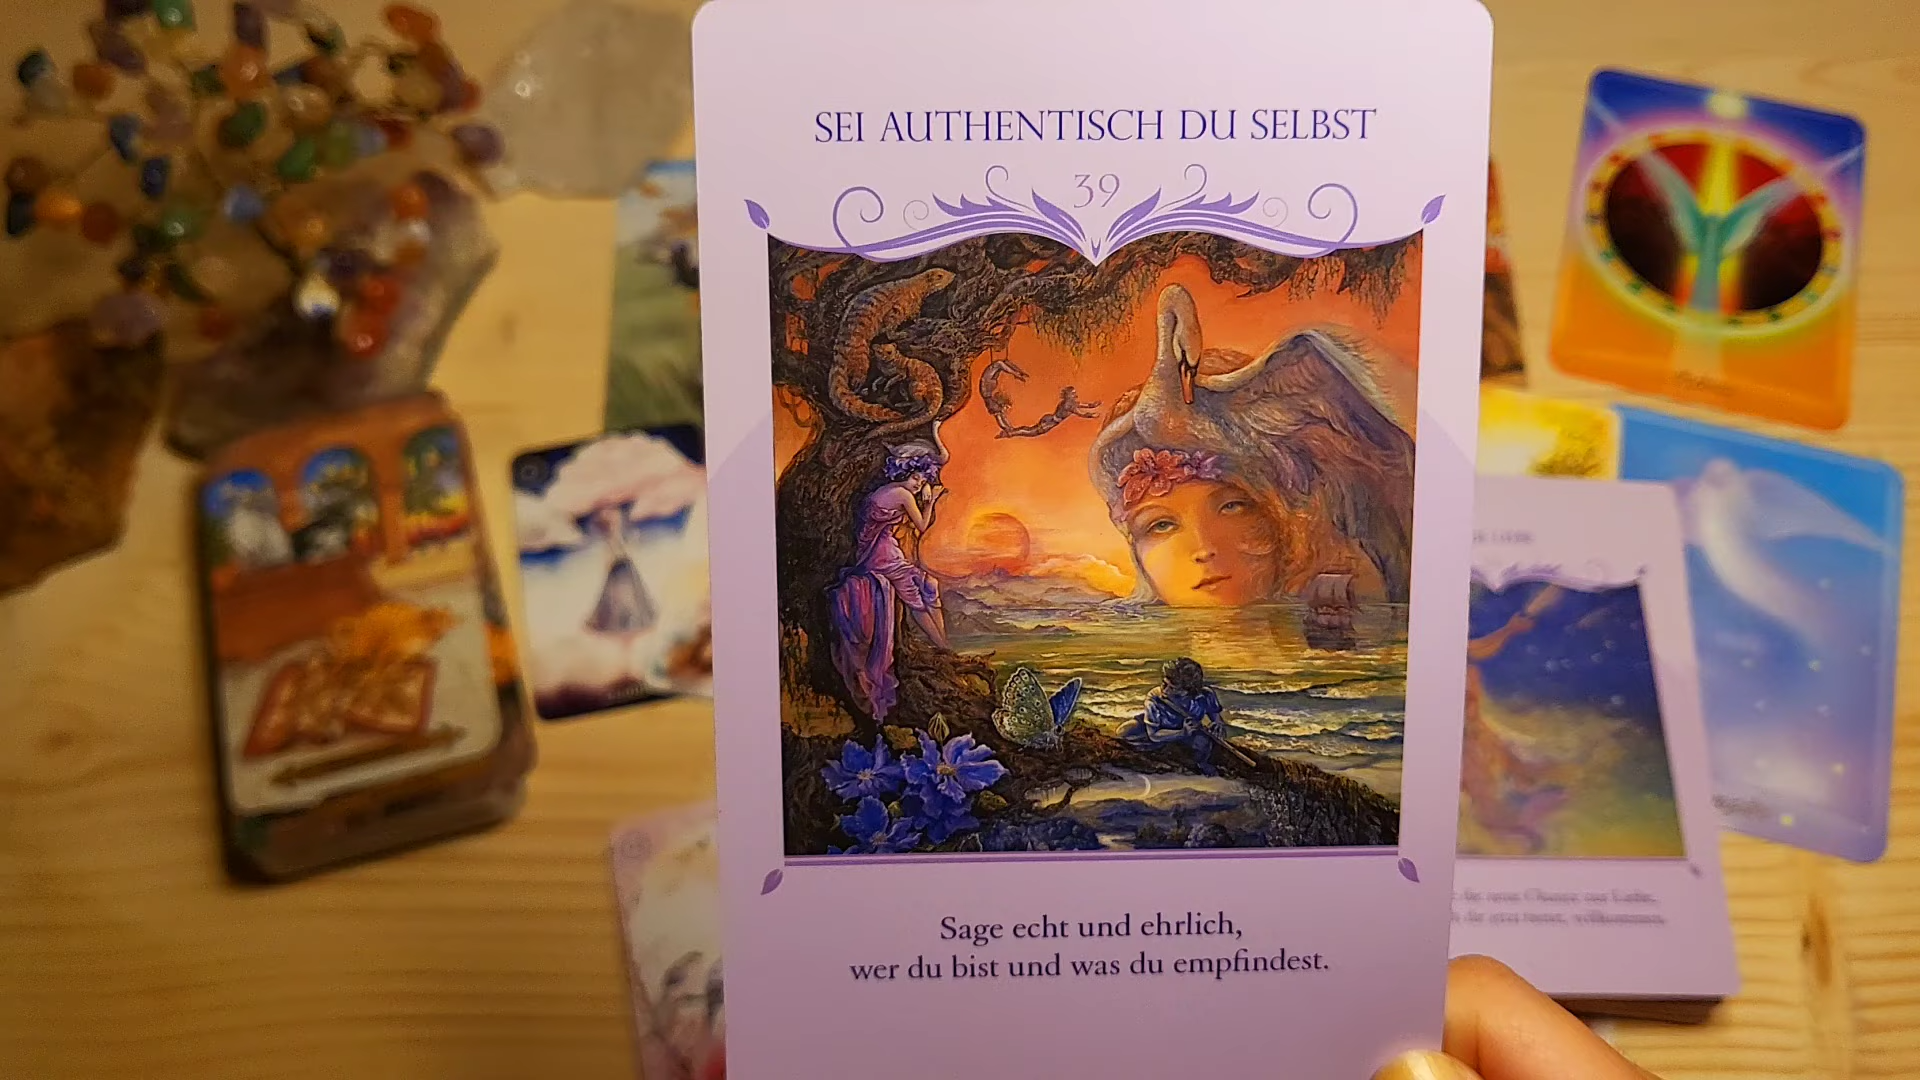 SEI AUTHENTISCH DU SELBST
39
Sage echt und ehrlich,
wer du bist und was du empfindest.